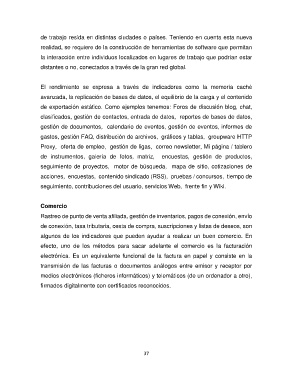 de trabajo resida en distintas ciudades o países. Teniendo en cuenta esta nueva
realidad, se requiere de la construcción de herramientas de software que permitan
la interacción entre individuos localizados en lugares de trabajo que podrían estar
distantes o no, conectados a través de la gran red global.
El rendimiento se expresa a través de indicadores como la memoria caché
avanzada, la replicación de bases de datos, el equilibrio de la carga y el contenido
de exportación estático. Como ejemplos tenemos: Foros de discusión blog, chat,
clasificados, gestión de contactos, entrada de datos, reportes de bases de datos,
gestión de documentos, calendario de eventos, gestión de eventos, informes de
gastos, gestión FAQ, distribución de archivos, gráficos y tablas, groupware HTTP
Proxy, oferta de empleo, gestión de ligas, correo newsletter, Mi página / tablero
de instrumentos, galería de fotos, matriz, encuestas, gestión de productos,
seguimiento de proyectos, motor de búsqueda, mapa de sitio, cotizaciones de
acciones, encuestas, contenido sindicado (RSS), pruebas / concursos, tiempo de
seguimiento, contribuciones del usuario, servicios Web, frente fin y Wiki.
Comercio
Rastreo de punto de venta afiliada, gestión de inventarios, pagos de conexión, envío
de conexión, tasa tributaria, cesta de compra, suscripciones y listas de deseos, son
algunos de los indicadores que pueden ayudar a realizar un buen comercio. En
efecto, uno de los métodos para sacar adelante el comercio es la facturación
electrónica. Es un equivalente funcional de la factura en papel y consiste en la
transmisión de las facturas o documentos análogos entre emisor y receptor por
medios electrónicos (ficheros informáticos) y telemáticos (de un ordenador a otro),
firmados digitalmente con certificados reconocidos.
37